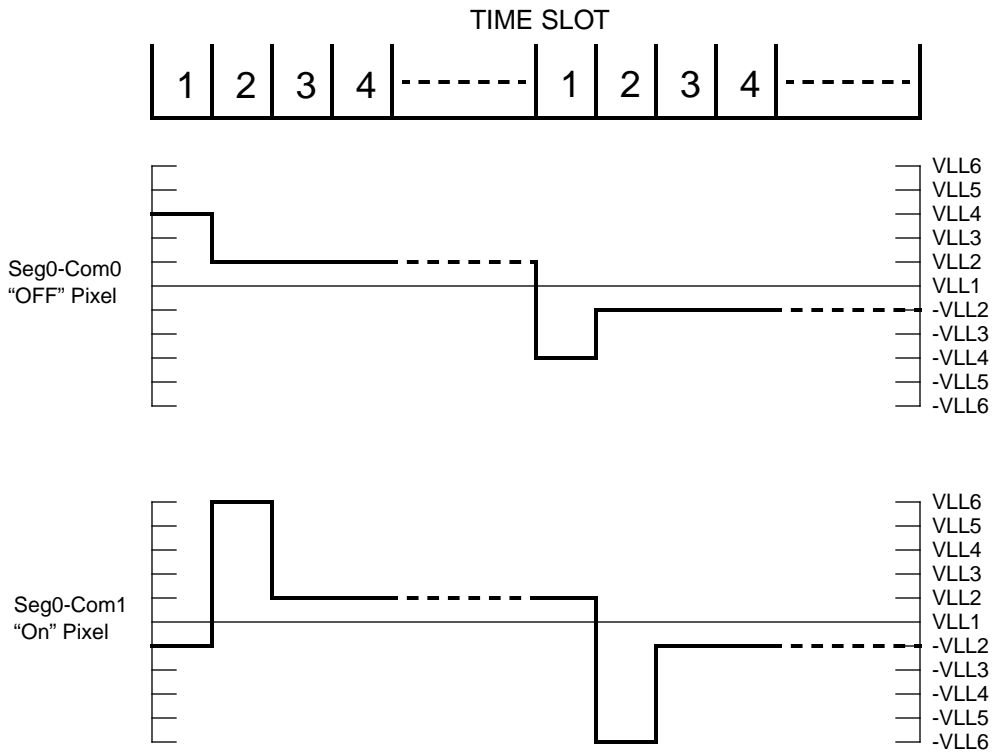 TIME SLOT
1 2 3 4 1 2 3 4
VLL6
VLL5
VLL4
VLL3
VLL2
VLL1
-VLL2
-VLL3
-VLL4
-VLL5
-VLL6
Seg0-Com0
“OFF” Pixel
VLL6
VLL5
VLL4
VLL3
VLL2
VLL1
-VLL2
-VLL3
-VLL4
-VLL5
-VLL6
Seg0-Com1
“On” Pixel